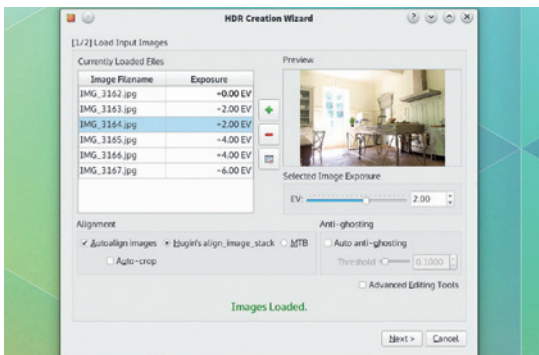 HDR Creation Wizard
[1/2] Load Input Images
Currently Loaded Files
Image Filename Exposure
IMG_3162.jpg +0.00 EV
IMG_3163.jpg -2.00 EV
IMG_3164.jpg +2.00 EV
IMG_3165.jpg -4.00 EV
IMG_3166.jpg +4.00 EV
IMG_3167.jpg -6.00 EV
Preview
Selected Image Exposure
EV: 2.00
Alignment
Autoalign images Hugin's align_image_stack MTB
Auto-crop
Anti-ghosting
Auto anti-ghosting
Threshold 0.1000
Advanced Editing Tools
Images Loaded.
Next > Cancel